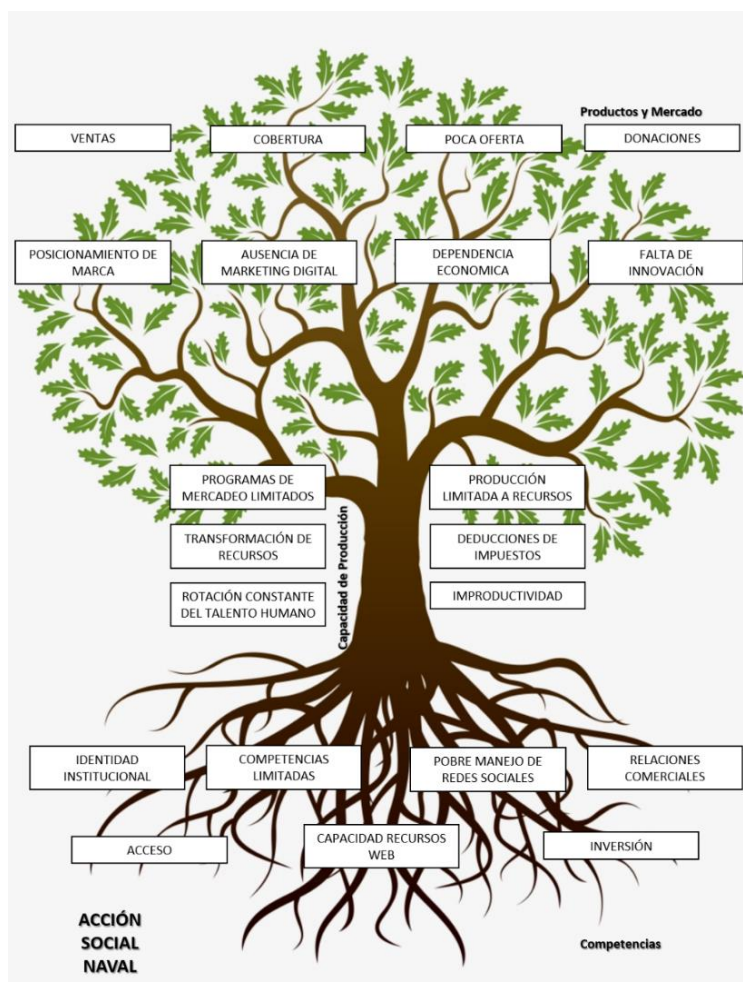 Productos y Mercado
VENTAS
COBERTURA
POCA OFERTA
DONACIONES
POSICIONAMIENTO DE
MARCA
AUSENCIA DE
MARKETING DIGITAL
DEPENDENCIA
ECONOMICA
FALTA DE
INNOVACIÓN
PROGRAMAS DE
MERCADEO LIMITADOS
PRODUCCIÓN
LIMITADA A RECURSOS
TRANSFORMACIÓN DE
RECURSOS
DEDUCCIONES DE
IMPUESTOS
ROTACIÓN CONSTANTE
DEL TALENTO HUMANO
IMPRODUCTIVIDAD
Capacidad de Producción
IDENTIDAD
INSTITUCIONAL
COMPETENCIAS
LIMITADAS
POBRE MANEJO DE
REDES SOCIALES
RELACIONES
COMERCIALES
ACCESO
CAPACIDAD RECURSOS
WEB
INVERSIÓN
ACCIÓN
SOCIAL
NAVAL
Competencias